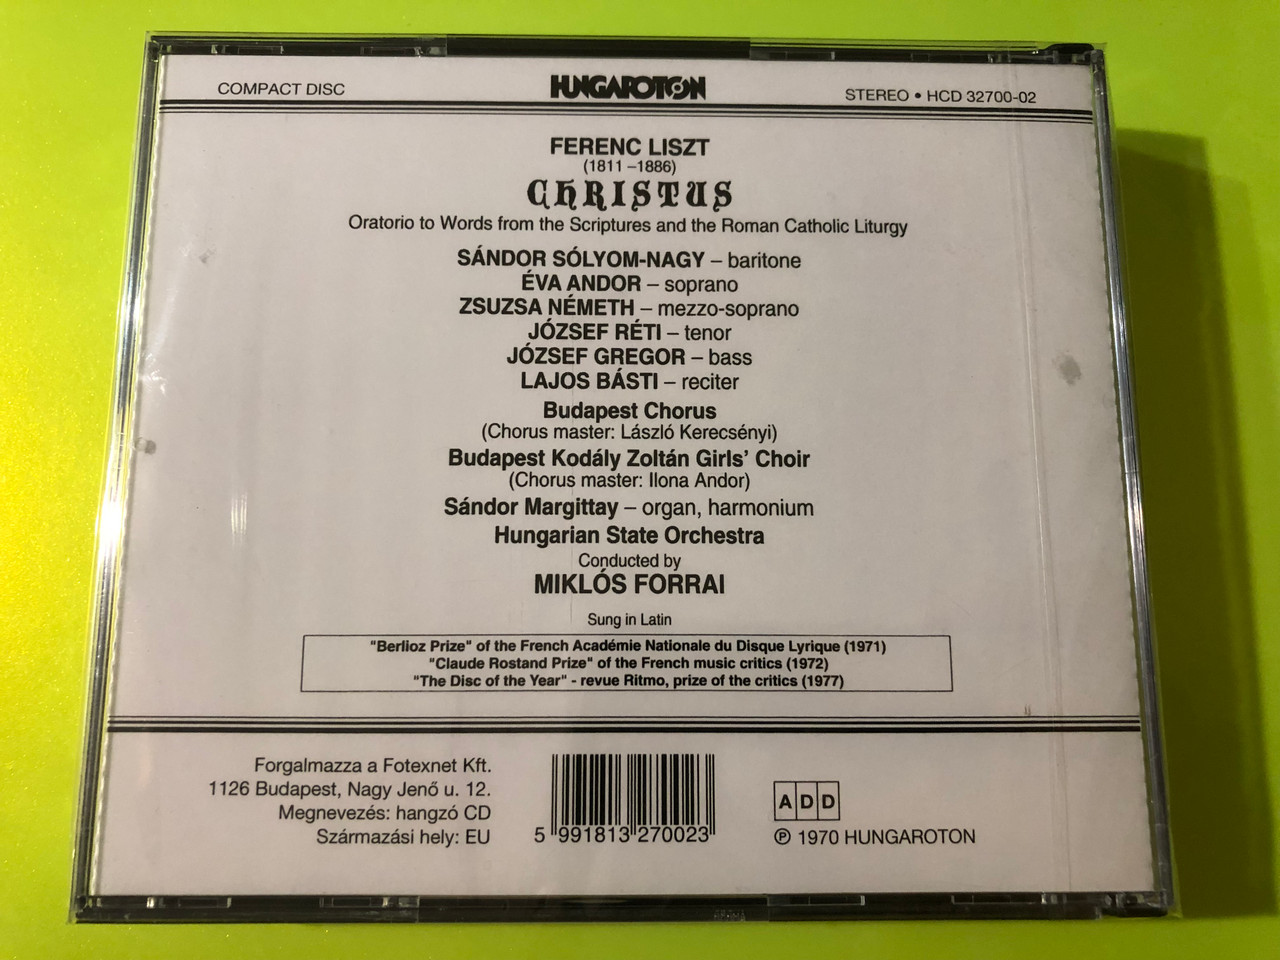 COMPACT DISC
HUNGAROTON
STEREO • HCD 32700-02
FERENC LISZT
(1811 –1886)
CHRISTUS
Oratorio to Words from the Scriptures and the Roman Catholic Liturgy
SÁNDOR SÓLYOM-NAGY – baritone
ÉVA ANDOR – soprano
ZSUZSA NÉMETH – mezzo-soprano
JÓZSEF RÉTI – tenor
JÓZSEF GREGOR – bass
LAJOS BÁSTI – reciter
Budapest Chorus
(Chorus master: László Kerecsényi)
Budapest Kodály Zoltán Girls' Choir
(Chorus master: Ilona Andor)
Sándor Margittay – organ, harmonium
Hungarian State Orchestra
Conducted by
MIKLÓS FORRAI
Sung in Latin
"Berlioz Prize" of the French Académie Nationale du Disque Lyrique (1971)
"Claude Rostand Prize" of the French music critics (1972)
"The Disc of the Year" - revue Ritmo, prize of the critics (1977)
Forgalmazza a Fotexnet Kft.
1126 Budapest, Nagy Jenő u. 12.
Megnevezés: hangzó CD
Származási hely: EU
5 991813 270023
ADD
℗ 1970 HUNGAROTON